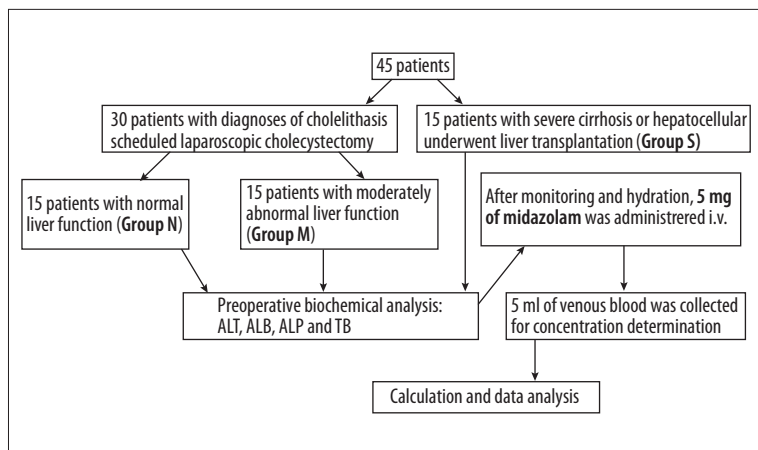 45 patients
30 patients with diagnoses of cholelithasis
scheduled laparoscopic cholecystectomy
15 patients with severe cirrhosis or hepatocellular
underwent liver transplantation (Group S)
15 patients with normal
liver function (Group N)
15 patients with moderately
abnormal liver function
(Group M)
After monitoring and hydration, 5 mg
of midazolam was administrered i.v.
Preoperative biochemical analysis:
ALT, ALB, ALP and TB
5 ml of venous blood was collected
for concentration determination
Calculation and data analysis